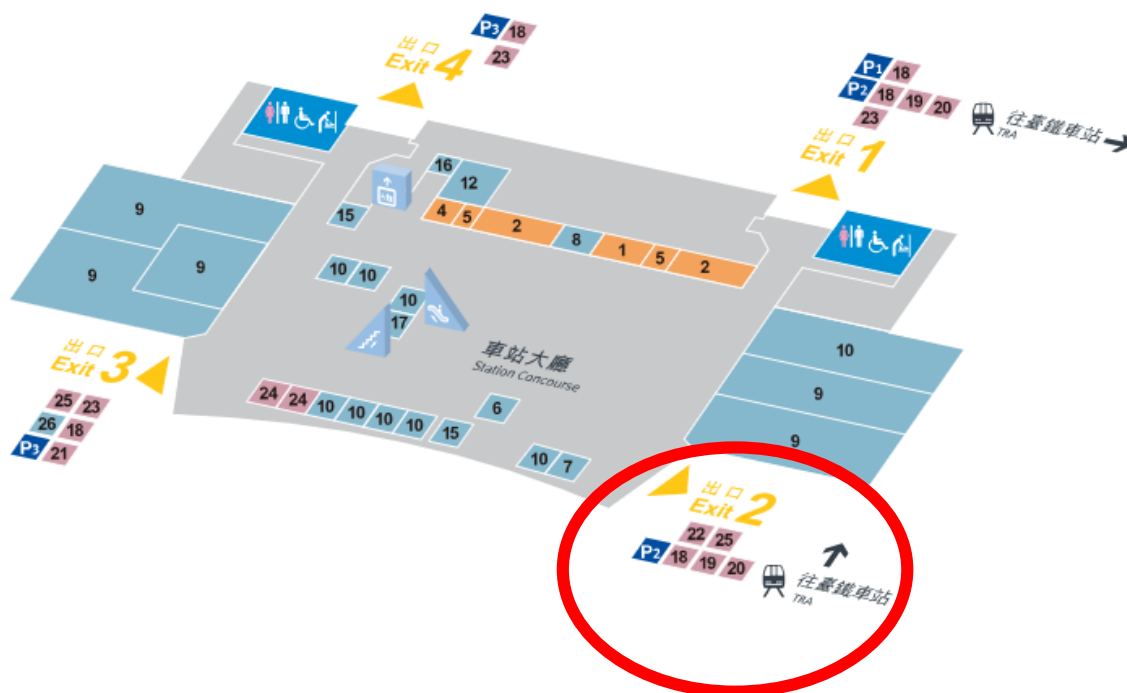 P3 18
23
出口
Exit 4
P1 18
P2 18 19 20
23
往臺鐵車站
TRA
出口
Exit 1
16
12
15
4 5 2 8 1 5 2
9
9
9
10 10
10
17
車站大廳
Station Concourse
10
9
9
出口
Exit 3
25 23
26 18
P3 21
24 24 10 10 10 10 15
6
10 7
出口
Exit 2
22 25
P2 18 19 20
往臺鐵車站
TRA